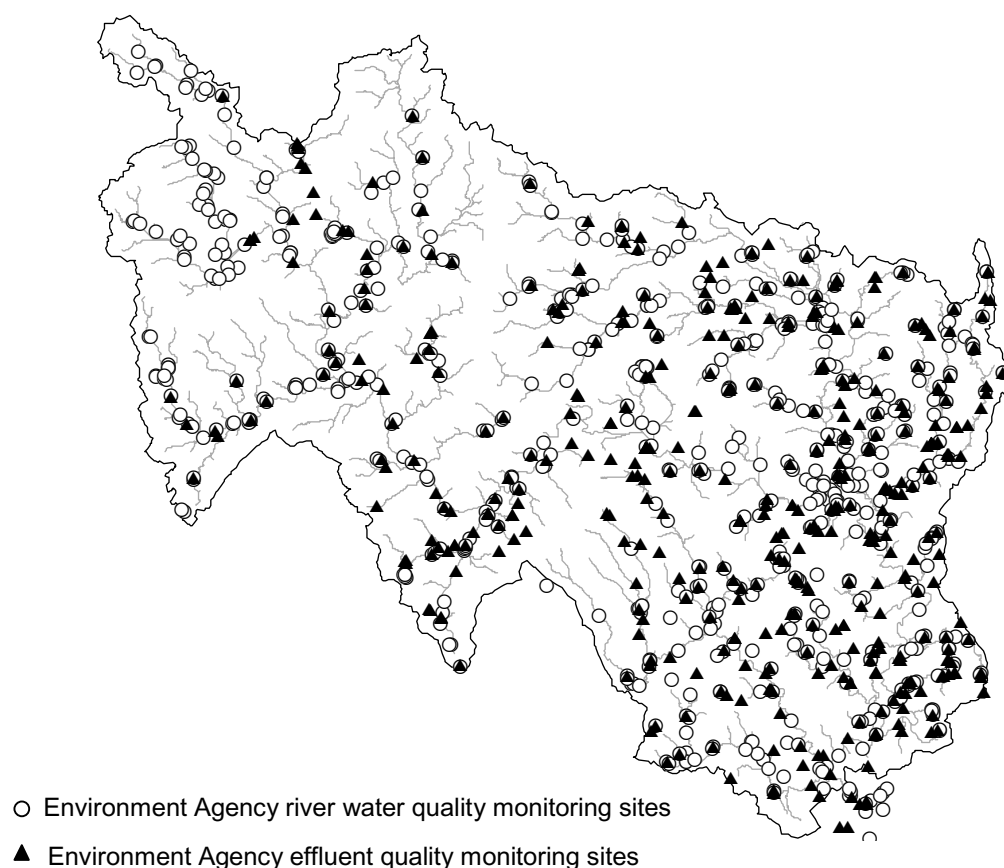 Environment Agency river water quality monitoring sites
Environment Agency effluent quality monitoring sites